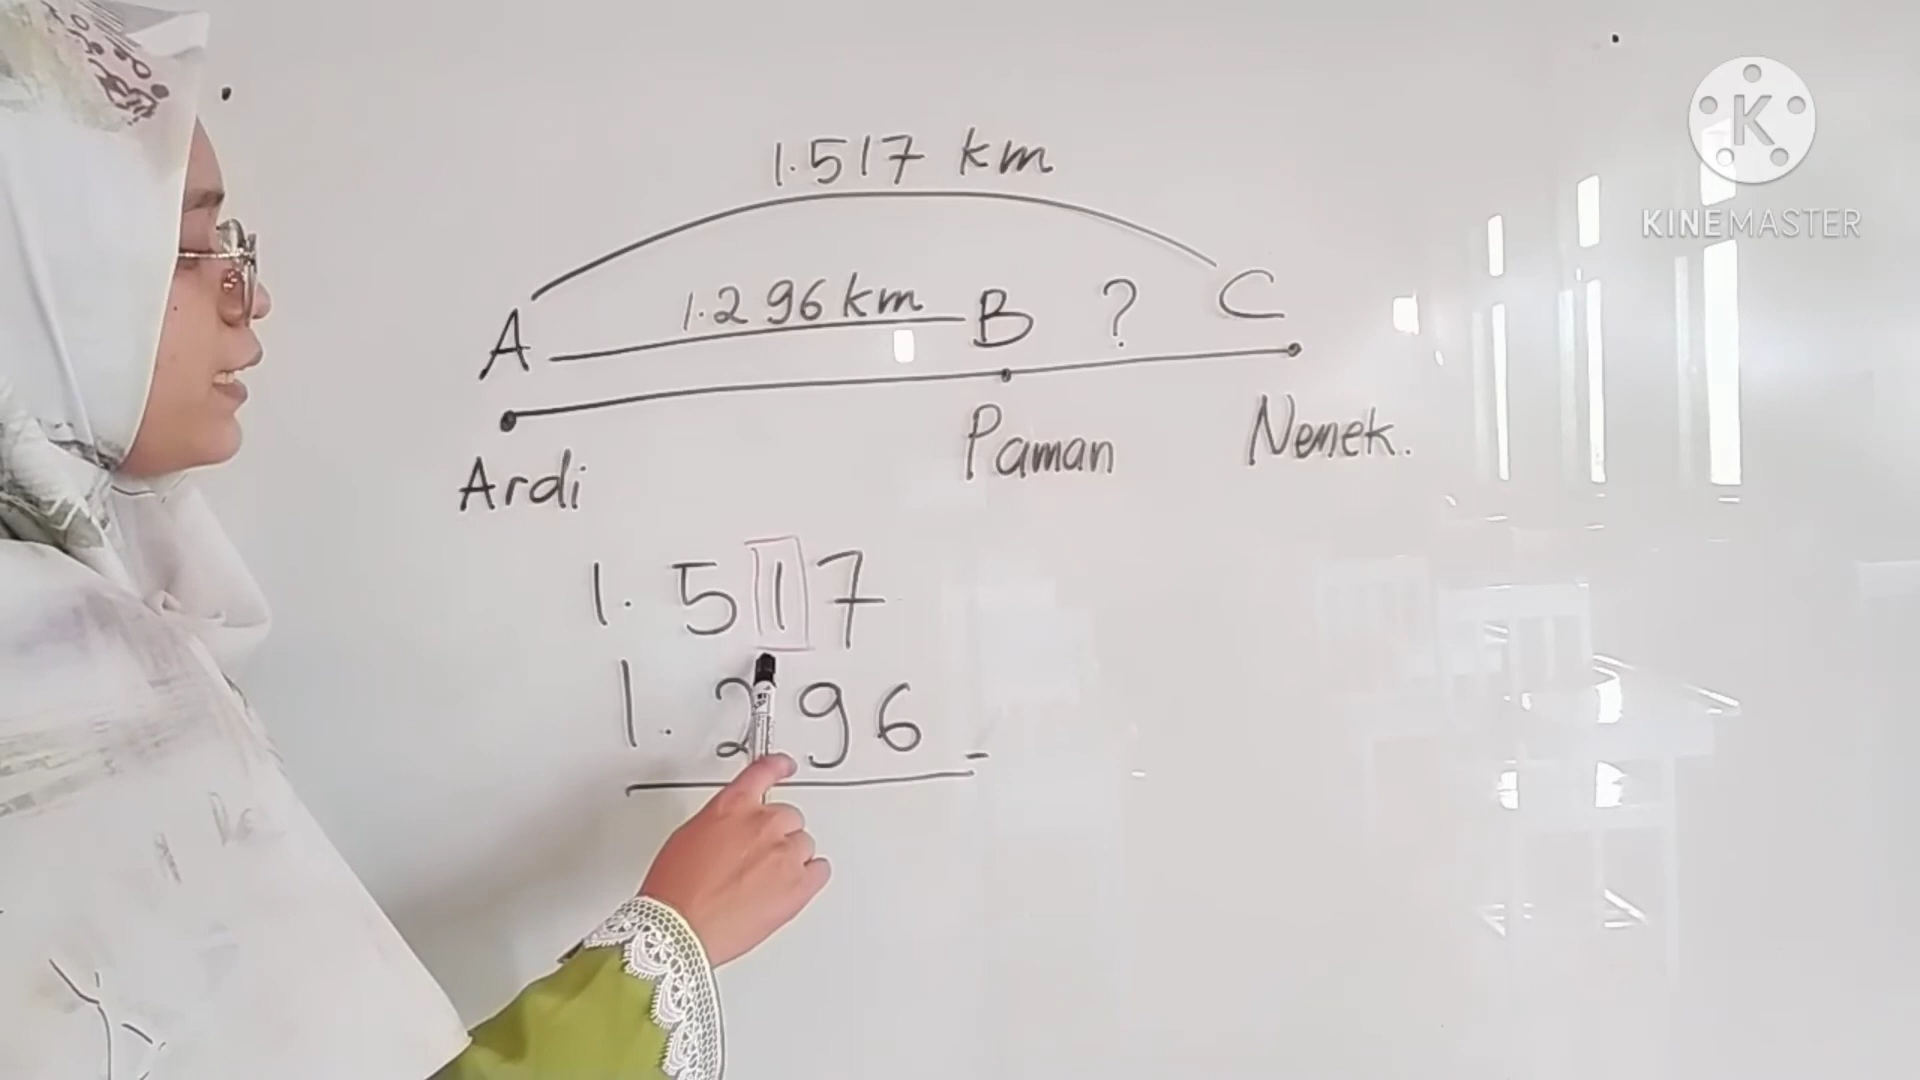 1.517 km
A 1.296 km B ? C
Ardi Paman Nenek.
1.517
1.296 -
KINEMASTER